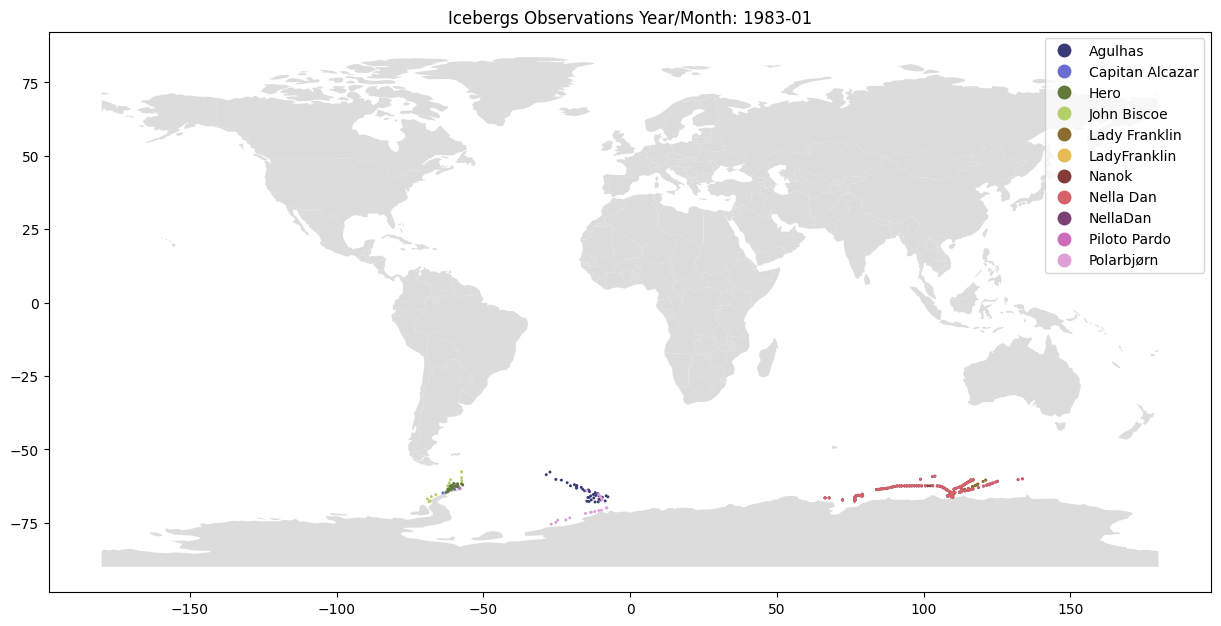 Icebergs Observations Year/Month: 1983-01
Agulhas
Capitan Alcazar
Hero
John Biscoe
Lady Franklin
LadyFranklin
Nanok
Nella Dan
NellaDan
Piloto Pardo
Polarbjørn
75
50
25
0
−25
−50
−75
−150 −100 −50 0 50 100 150